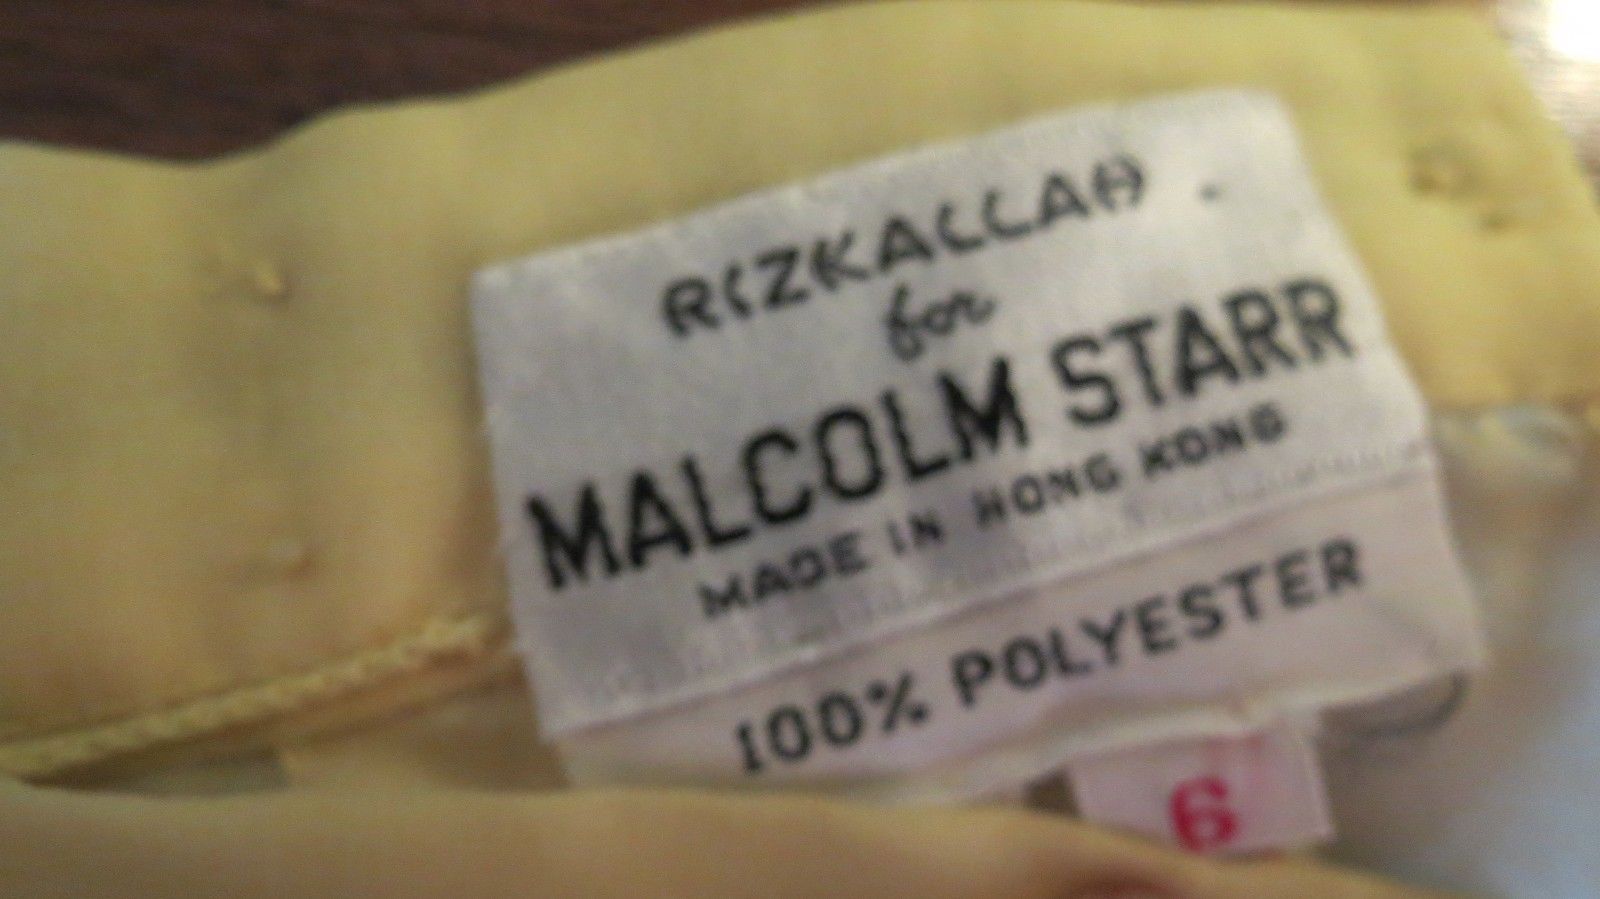 RIZKALLAH
for
MALCOLM STARR
MADE IN HONG KONG
100% POLYESTER
6